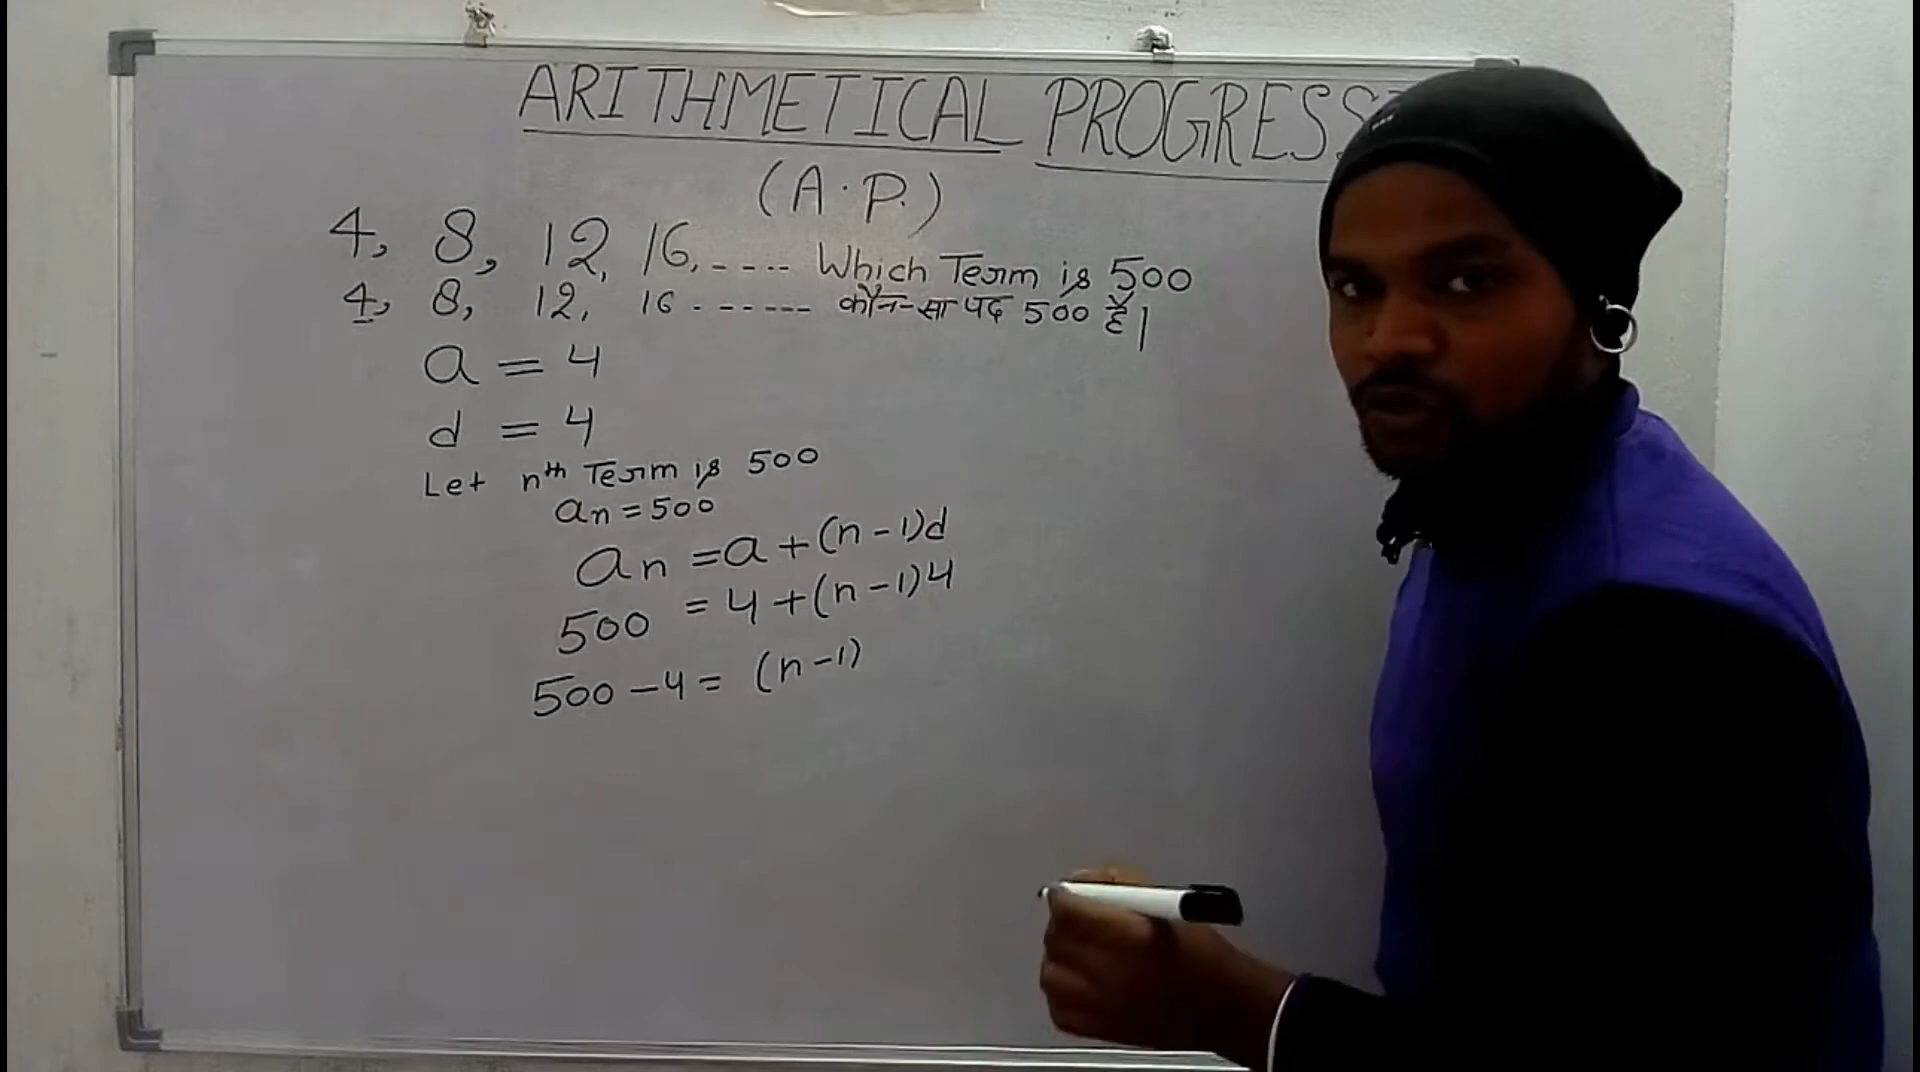 ARITHMETICAL PROGRESS
(A.P.)
4, 8, 12, 16, ---- Which Term is 500
4, 8, 12, 16 ------ कौन-सा पद 500 है।
a = 4
d = 4
Let nth Term is 500
an = 500
an = a + (n - 1)d
500 = 4 + (n - 1)4
500 - 4 = (n - 1)